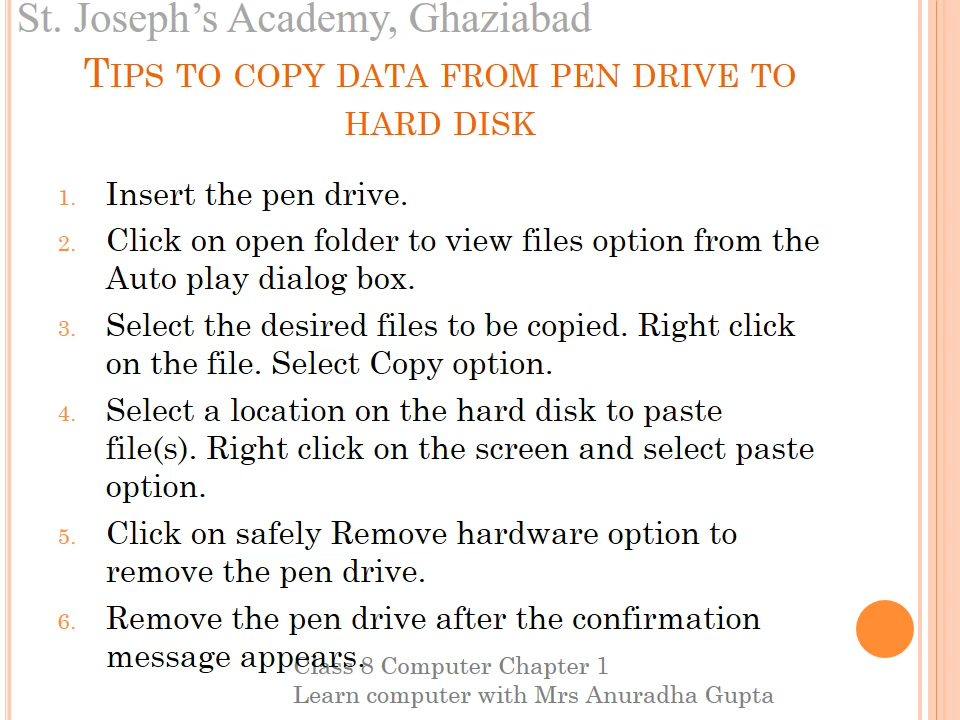 St. Joseph’s Academy, Ghaziabad
TIPS TO COPY DATA FROM PEN DRIVE TO
HARD DISK
1. Insert the pen drive.
2. Click on open folder to view files option from the
Auto play dialog box.
3. Select the desired files to be copied. Right click
on the file. Select Copy option.
4. Select a location on the hard disk to paste
file(s). Right click on the screen and select paste
option.
5. Click on safely Remove hardware option to
remove the pen drive.
6. Remove the pen drive after the confirmation
message appears.
Class 8 Computer Chapter 1
Learn computer with Mrs Anuradha Gupta